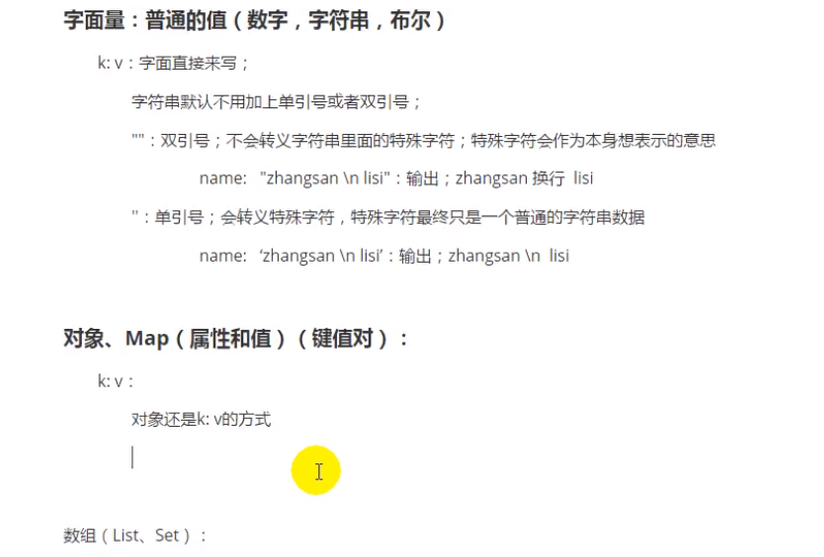 字面量：普通的值（数字，字符串，布尔）
k: v：字面直接来写；
字符串默认不用加上单引号或者双引号；
""：双引号；不会转义字符串里面的特殊字符；特殊字符会作为本身想表示的意思
name:   "zhangsan \n lisi"：输出；zhangsan 换行  lisi
''：单引号；会转义特殊字符，特殊字符最终只是一个普通的字符串数据
name:   ‘zhangsan \n lisi’：输出；zhangsan \n  lisi
对象、Map（属性和值）（键值对）：
k: v：
对象还是k: v的方式
数组（List、Set）：